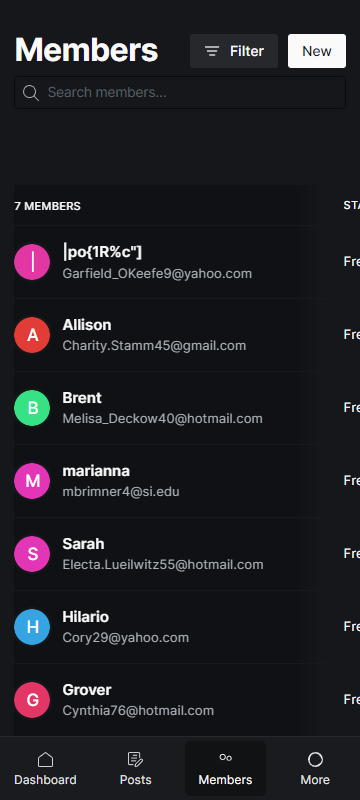 Members
Filter
New
Search members...
7 MEMBERS
STA
|
|po{1R%c"]
Garfield_OKeefe9@yahoo.com
Fre
A
Allison
Charity.Stamm45@gmail.com
Fre
B
Brent
Melisa_Deckow40@hotmail.com
Fre
M
marianna
mbrimner4@si.edu
Fre
S
Sarah
Electa.Lueilwitz55@hotmail.com
Fre
H
Hilario
Cory29@yahoo.com
Fre
G
Grover
Cynthia76@hotmail.com
Fre
Dashboard
Posts
Members
More